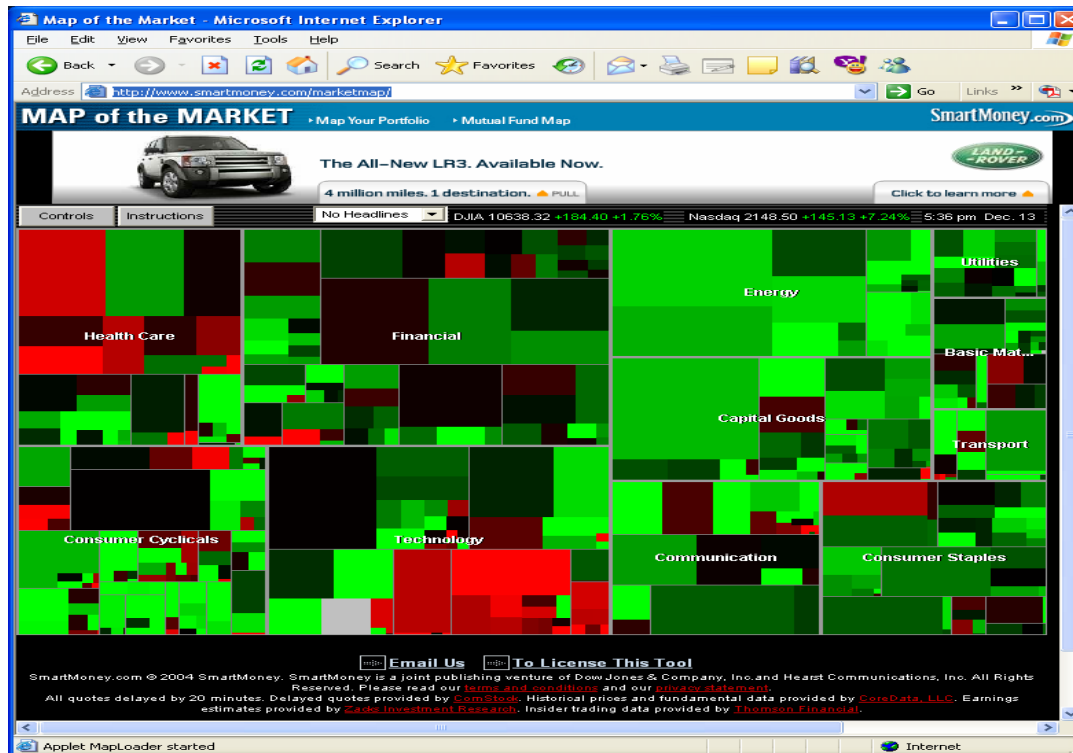 Map of the Market - Microsoft Internet Explorer
File Edit View Favorites Tools Help
Back Search Favorites
Address http://www.smartmoney.com/marketmap/ Go Links »
MAP of the MARKET Map Your Portfolio Mutual Fund Map SmartMoney.com
The All-New LR3. Available Now.
LAND-
-ROVER
4 million miles. 1 destination. PULL Click to learn more
Controls Instructions No Headlines DJIA 10638.32 +184.40 +1.76% Nasdaq 2148.50 +145.13 +7.24% 5:36 pm Dec. 13
Utilities
Energy
Health Care Financial
Basic Mat...
Capital Goods
Transport
Consumer Cyclicals Technology
Communication Consumer Staples
Email Us To License This Tool
SmartMoney.com © 2004 SmartMoney. SmartMoney is a joint publishing venture of Dow Jones & Company, Inc.and Hearst Communications, Inc. All Rights
Reserved. Please read our terms and conditions and our privacy statement.
All quotes delayed by 20 minutes. Delayed quotes provided by ComStock. Historical prices and fundamental data provided by CoreData, LLC. Earnings
estimates provided by Zacks Investment Research. Insider trading data provided by Thomson Financial.
Applet MapLoader started Internet